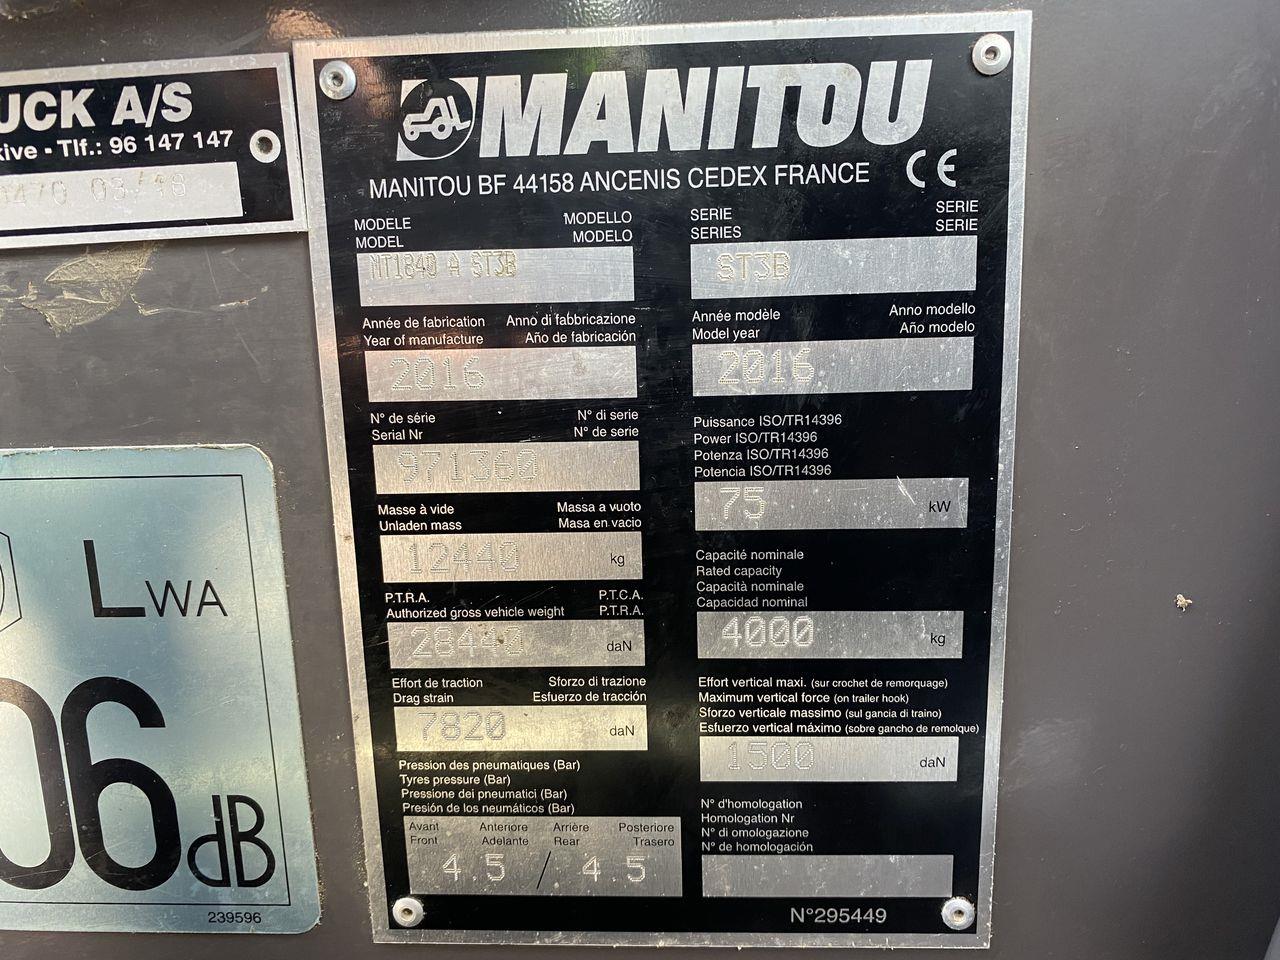 UCK A/S
Tlf.: 96 147 147
03/18
MANITOU
MANITOU BF 44158 ANCENIS CEDEX FRANCE CE
MODELE MODELLO
MODEL MODELO
MT1840 A ST3B
SERIE SERIE
SERIES SERIE
ST3B
Année de fabrication Anno di fabbricazione
Year of manufacture Año de fabricación
2016
Année modèle Anno modello
Model year Año modelo
2016
N° de série N° di serie
Serial Nr N° de serie
971360
Puissance ISO/TR14396
Power ISO/TR14396
Potenza ISO/TR14396
Potencia ISO/TR14396
75 kW
Masse à vide Massa a vuoto
Unladen mass Masa en vacio
12440 kg
Capacité nominale
Rated capacity
Capacità nominale
Capacidad nominal
4000 kg
P.T.R.A. P.T.C.A.
Authorized gross vehicle weight P.T.R.A.
28440 daN
Effort de traction Sforzo di trazione
Drag strain Esfuerzo de tracción
7820 daN
Effort vertical maxi. (sur crochet de remorquage)
Maximum vertical force (on trailer hook)
Sforzo verticale massimo (sul gancia di traino)
Esfuerzo vertical máximo (sobre gancho de remolque)
1500 daN
Pression des pneumatiques (Bar)
Tyres pressure (Bar)
Pressione dei pneumatici (Bar)
Presión de los neumáticos (Bar)
Avant Anteriore Arrière Posteriore
Front Adelante Rear Trasero
4.5 / 4.5
N° d'homologation
Homologation Nr
N° di omologazione
N° de homologación
N°295449
LWA
06 dB
239596